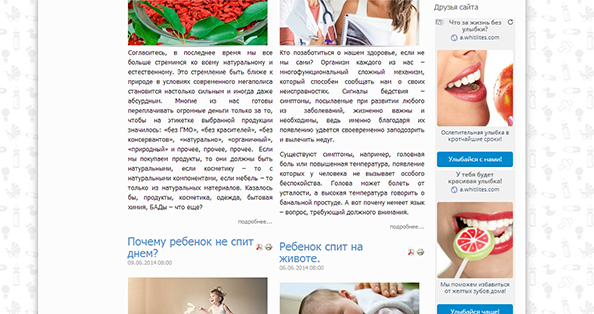 Согласитесь, в последнее время мы все
больше стремимся ко всему натуральному и
естественному. Это стремление быть ближе к
природе в условиях современного мегаполиса
становится настолько сильным и иногда даже
абсурдным. Многие из нас готовы
переплачивать огромные деньги только за то,
чтобы на этикетке выбранной продукции
значилось: «без ГМО», «без красителей», «без
консервантов», «натурально», «органичный»,
«природный» и прочее, прочее, прочее. Если
мы покупаем продукты, то они должны быть
натуральными, если косметику – то с
натуральными компонентами, если мебель – то
только из натуральных материалов. Казалось
бы, продукты, косметика, одежда, бытовая
химия, БАДы – что еще?
подробнее...
Почему ребенок не спит
днем?
09.06.2014 08:00
Кто позаботиться о нашем здоровье, если не
мы сами? Организм каждого из нас –
многофункциональный сложный механизм,
который способен сообщать нам о своих
неисправностях. Сигналы бедствия –
симптомы, посылаемые при развитии любого
из заболеваний, жизненно важны и
необходимы, ведь именно благодаря их
появлению удается своевременно заподозрить
и вылечить недуг.
Существуют симптомы, например, головная
боль или повышенная температура, появление
которых у человека не вызывает особого
беспокойства. Голова может болеть от
усталости, а высокая температура говорить о
банальной простуде. А вот почему немеет язык
– вопрос, требующий должного внимания.
подробнее...
Ребенок спит на
животе.
06.06.2014 08:00
Друзья сайта
Что за жизнь без
улыбки?
a.whitlites.com
Ослепительная улыбка в
кротчайшие сроки!
Улыбайся с нами!
У тебя будет
красивая улыбка!
a.whitlites.com
Мы поможем избавиться
от желтых зубов дома!
Улыбайся чаще!